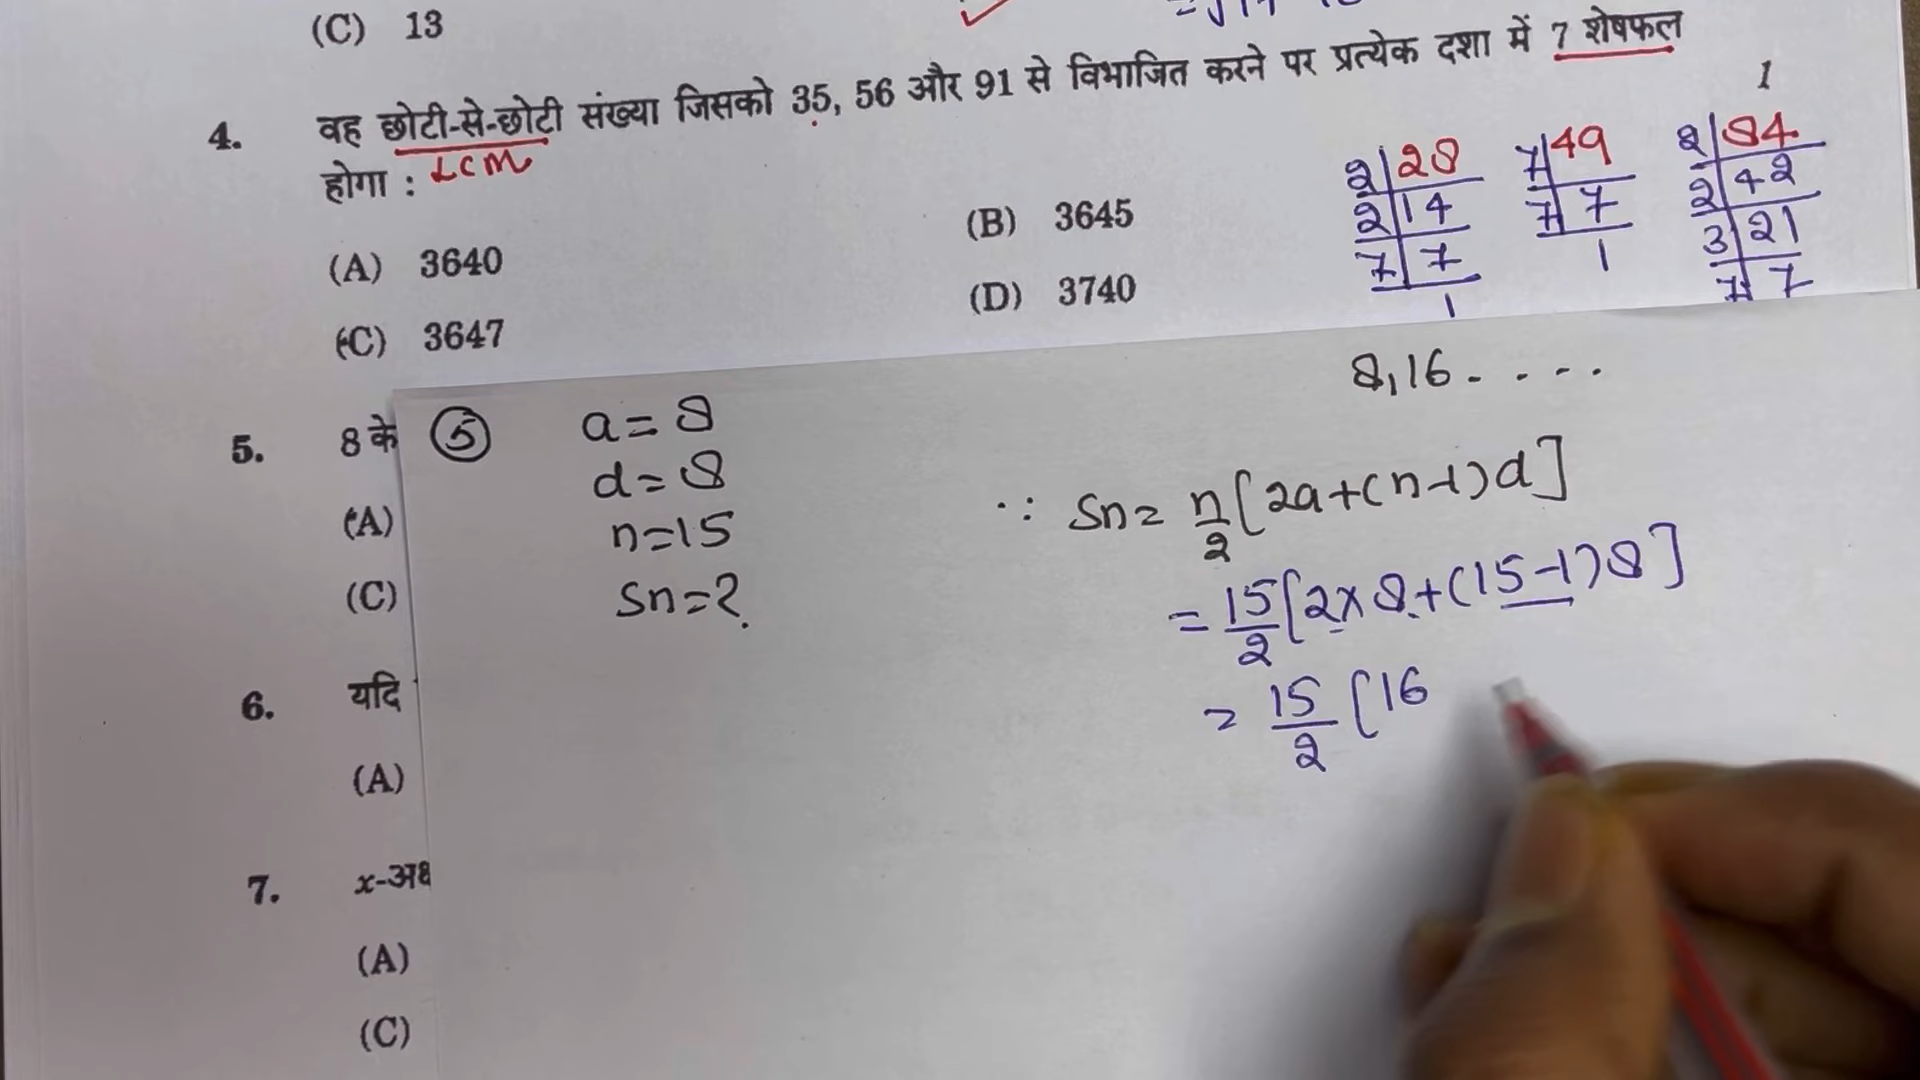 (C) 13
4. वह छोटी-से-छोटी संख्या जिसको 35, 56 और 91 से विभाजित करने पर प्रत्येक दशा में 7 शेषफल
होगा : LCM
(A) 3640
(B) 3645
(C) 3647
(D) 3740
2 28
2 14
7 7
1
7 49
7 7
1
1
2 84
2 42
3 21
7 7
8, 16 - . . . .
5. 8 के
(A)
(C)
6. यदि
(A)
7. x-अक्ष
(A)
(C)
5
a = 8
d = 8
n = 15
Sn = ?
∵ Sn = n/2 [2a + (n-1)d]
= 15/2 [2 × 8 + (15-1)8]
= 15/2 [16